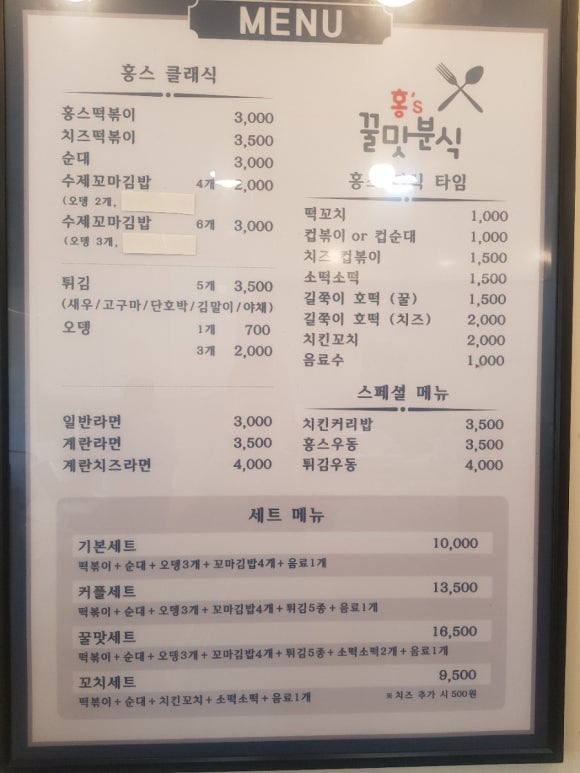 MENU
홍스 클래식
홍스떡볶이 3,000
치즈떡볶이 3,500
순대 3,000
수제꼬마김밥 4개 2,000
(오뎅 2개,
수제꼬마김밥 6개 3,000
(오뎅 3개,
튀김 5개 3,500
(새우/고구마/단호박/김말이/야채)
오뎅 1개 700
3개 2,000
일반라면 3,000
계란라면 3,500
계란치즈라면 4,000
홍's
꿀맛분식
타임
떡꼬치 1,000
컵볶이 or 컵순대 1,000
치즈 컵볶이 1,500
소떡소떡 1,500
길쭉이 호떡 (꿀) 1,500
길쭉이 호떡 (치즈) 2,000
치킨꼬치 2,000
음료수 1,000
스페셜 메뉴
치킨커리밥 3,500
홍스우동 3,500
튀김우동 4,000
세트 메뉴
기본세트 10,000
떡볶이+순대+오뎅3개+꼬마김밥4개+음료1개
커플세트 13,500
떡볶이+순대+오뎅3개+꼬마김밥4개+튀김5종+음료1개
꿀맛세트 16,500
떡볶이+순대+오뎅3개+꼬마김밥4개+튀김5종+소떡소떡2개+음료1개
꼬치세트 9,500
떡볶이+순대+치킨꼬치+소떡소떡+음료1개 ※치즈 추가 시 500원